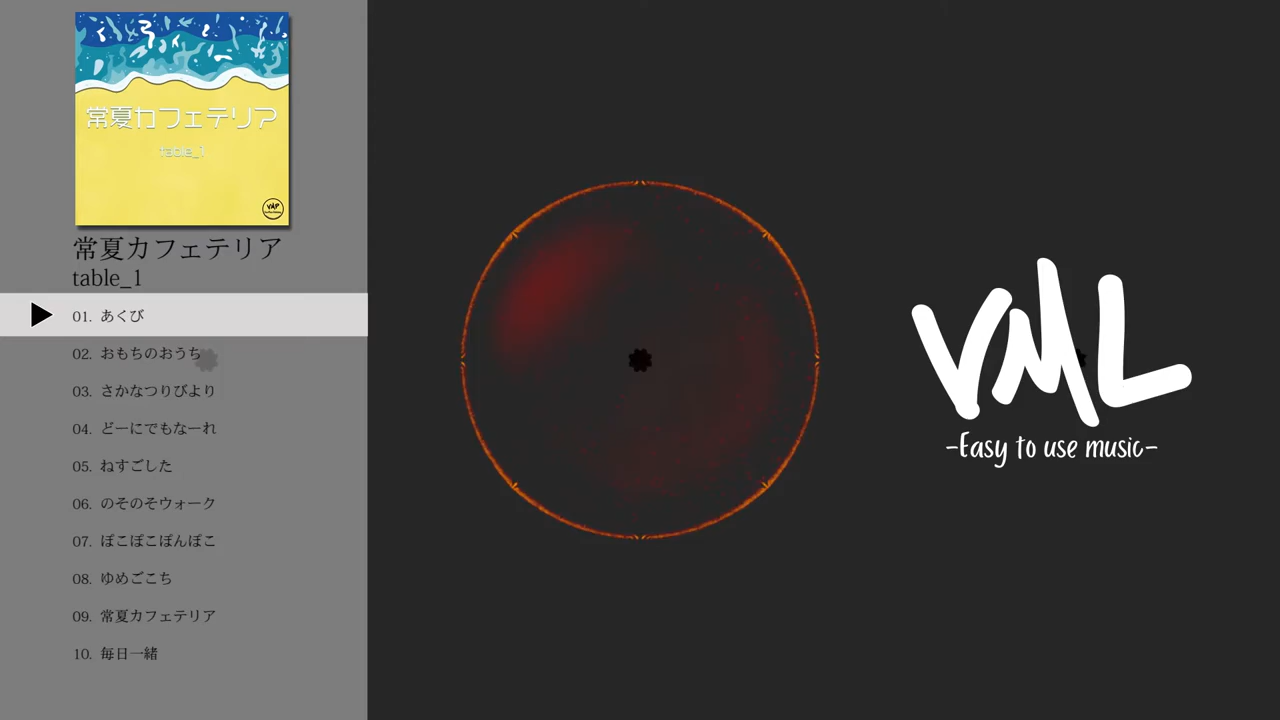 常夏カフェテリア
table_1
VMP
常夏カフェテリア
table_1
01. あくび
02. おもちのおうち
03. さかなつりびより
04. どーにでもなーれ
05. ねすごした
06. のそのそウォーク
07. ぽこぽこぽんぽこ
08. ゆめごこち
09. 常夏カフェテリア
10. 毎日一緒
VML
-Easy to use music-